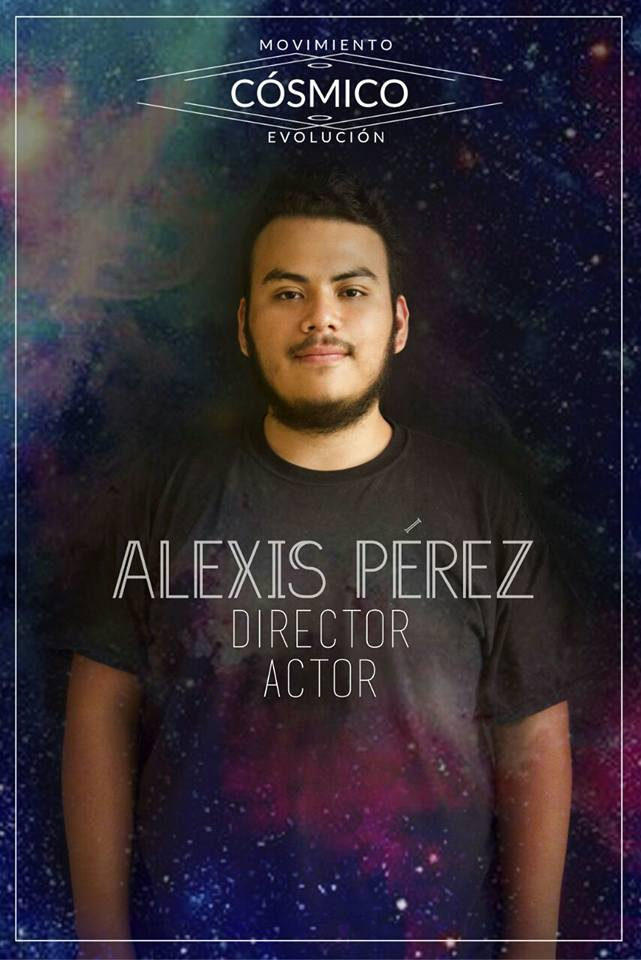 MOVIMIENTO
CÓSMICO
EVOLUCIÓN
ALEXIS PÉREZ
DIRECTOR
ACTOR